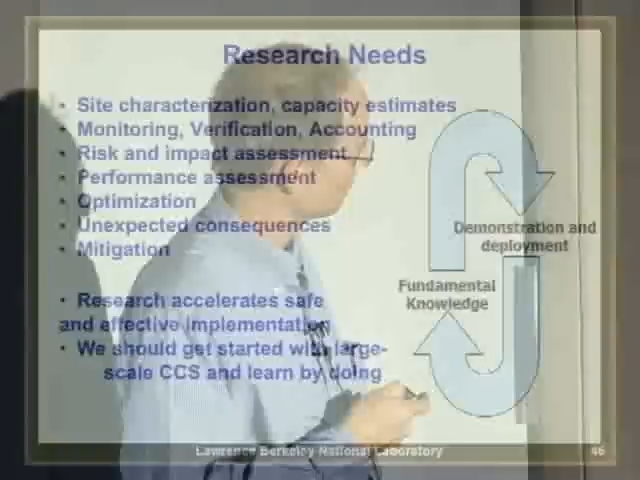 Research Needs
• Site characterization, capacity estimates
• Monitoring, Verification, Accounting
• Risk and impact assessment
• Performance assessment
• Optimization
• Unexpected consequences
• Mitigation
• Research accelerates safe
and effective implementation
• We should get started with large-
scale CCS and learn by doing
Demonstration and
deployment
Fundamental
Knowledge
Lawrence Berkeley National Laboratory
46